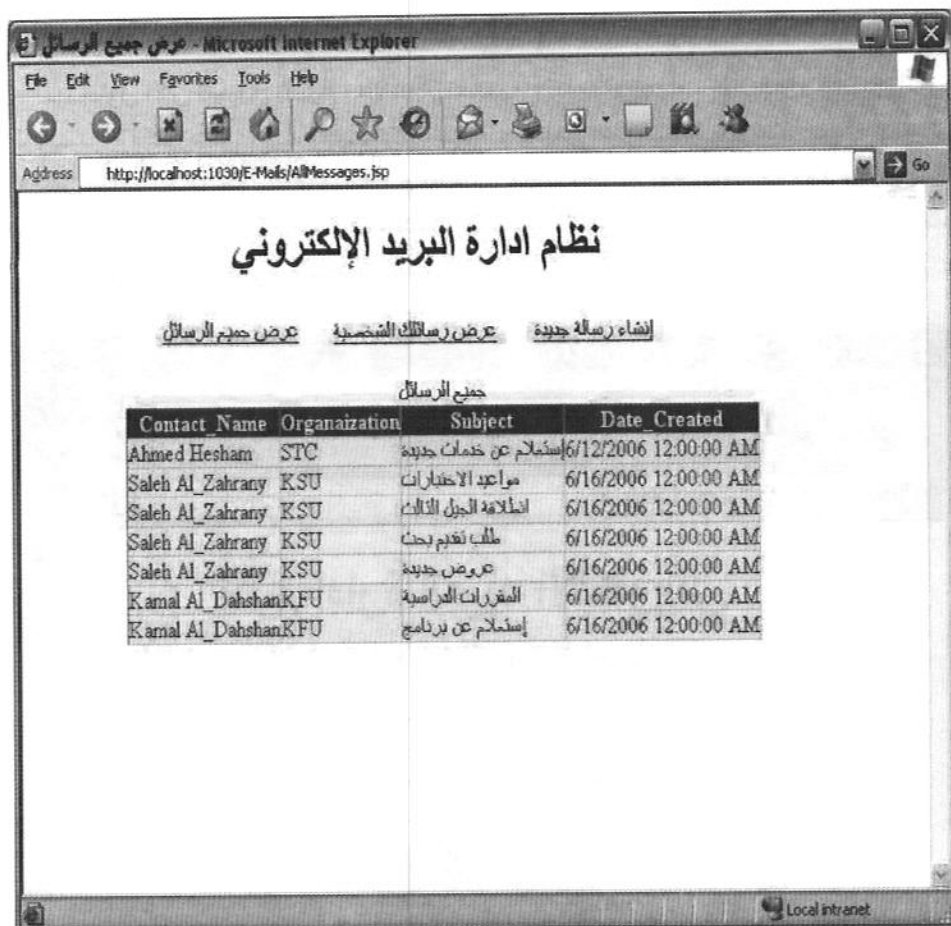 عرض جميع الرسائل - Microsoft Internet Explorer
File Edit View Favorites Tools Help
Address http://localhost:1030/E-Mails/AllMessages.jsp Go
نظام ادارة البريد الإلكتروني
إنشاء رسالة جديدة عرض رسائلك الشخصية عرض جميع الرسائل
جميع الرسائل
Contact_Name Organaization Subject Date_Created
Ahmed Hesham STC إستعلام عن خدمات جديدة 6/12/2006 12:00:00 AM
Saleh Al_Zahrany KSU مواعيد الاختبارات 6/16/2006 12:00:00 AM
Saleh Al_Zahrany KSU انطلاقة الجيل الثالث 6/16/2006 12:00:00 AM
Saleh Al_Zahrany KSU طلب تقديم بحث 6/16/2006 12:00:00 AM
Saleh Al_Zahrany KSU عروض جديدة 6/16/2006 12:00:00 AM
Kamal Al_Dahshan KFU المقررات الدراسية 6/16/2006 12:00:00 AM
Kamal Al_Dahshan KFU إستعلام عن برنامج 6/16/2006 12:00:00 AM
Local intranet